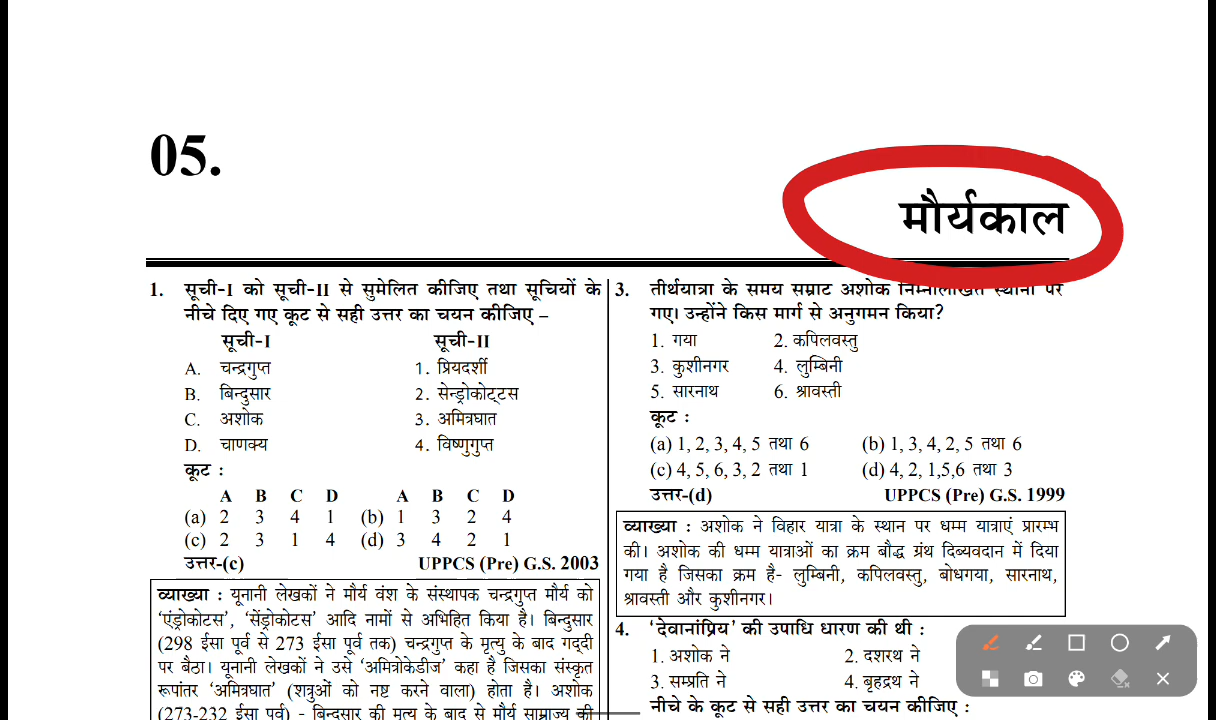 05.
मौर्यकाल
1. सूची-I को सूची-II से सुमेलित कीजिए तथा सूचियों के
नीचे दिए गए कूट से सही उत्तर का चयन कीजिए –
सूची-I सूची-II
A. चन्द्रगुप्त 1. प्रियदर्शी
B. बिन्दुसार 2. सेन्ड्रोकोट्टस
C. अशोक 3. अमित्रघात
D. चाणक्य 4. विष्णुगुप्त
कूट :
A B C D A B C D
(a) 2 3 4 1 (b) 1 3 2 4
(c) 2 3 1 4 (d) 3 4 2 1
उत्तर-(c) UPPCS (Pre) G.S. 2003
व्याख्या : यूनानी लेखकों ने मौर्य वंश के संस्थापक चन्द्रगुप्त मौर्य को
‘एंड्रोकोटस’, ‘सेंड्रोकोटस’ आदि नामों से अभिहित किया है। बिन्दुसार
(298 ईसा पूर्व से 273 ईसा पूर्व तक) चन्द्रगुप्त के मृत्यु के बाद गद्दी
पर बैठा। यूनानी लेखकों ने उसे ‘अमित्रोकेडीज’ कहा है जिसका संस्कृत
रूपांतर ‘अमित्रघात’ (शत्रुओं को नष्ट करने वाला) होता है। अशोक
(273-232 ईसा पूर्व) - बिन्दुसार की मृत्यु के बाद से मौर्य साम्राज्य की
3. तीर्थयात्रा के समय सम्राट अशोक निम्नलिखित स्थानों पर
गए। उन्होंने किस मार्ग से अनुगमन किया?
1. गया 2. कपिलवस्तु
3. कुशीनगर 4. लुम्बिनी
5. सारनाथ 6. श्रावस्ती
कूट :
(a) 1, 2, 3, 4, 5 तथा 6 (b) 1, 3, 4, 2, 5 तथा 6
(c) 4, 5, 6, 3, 2 तथा 1 (d) 4, 2, 1,5,6 तथा 3
उत्तर-(d) UPPCS (Pre) G.S. 1999
व्याख्या : अशोक ने विहार यात्रा के स्थान पर धम्म यात्राएं प्रारम्भ
की। अशोक की धम्म यात्राओं का क्रम बौद्ध ग्रंथ दिब्यवदान में दिया
गया है जिसका क्रम है- लुम्बिनी, कपिलवस्तु, बोधगया, सारनाथ,
श्रावस्ती और कुशीनगर।
4. ‘देवानांप्रिय’ की उपाधि धारण की थी :
1. अशोक ने 2. दशरथ ने
3. सम्प्रति ने 4. बृहद्रथ ने
नीचे के कूट से सही उत्तर का चयन कीजिए :